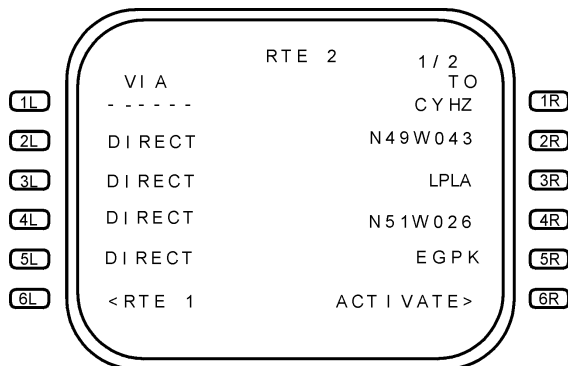 RTE 2 1/2
VIA TO
1L ------ CYHZ 1R
2L DIRECT N49W043 2R
3L DIRECT LPLA 3R
4L DIRECT N51W026 4R
5L DIRECT EGPK 5R
6L <RTE 1 ACTIVATE> 6R